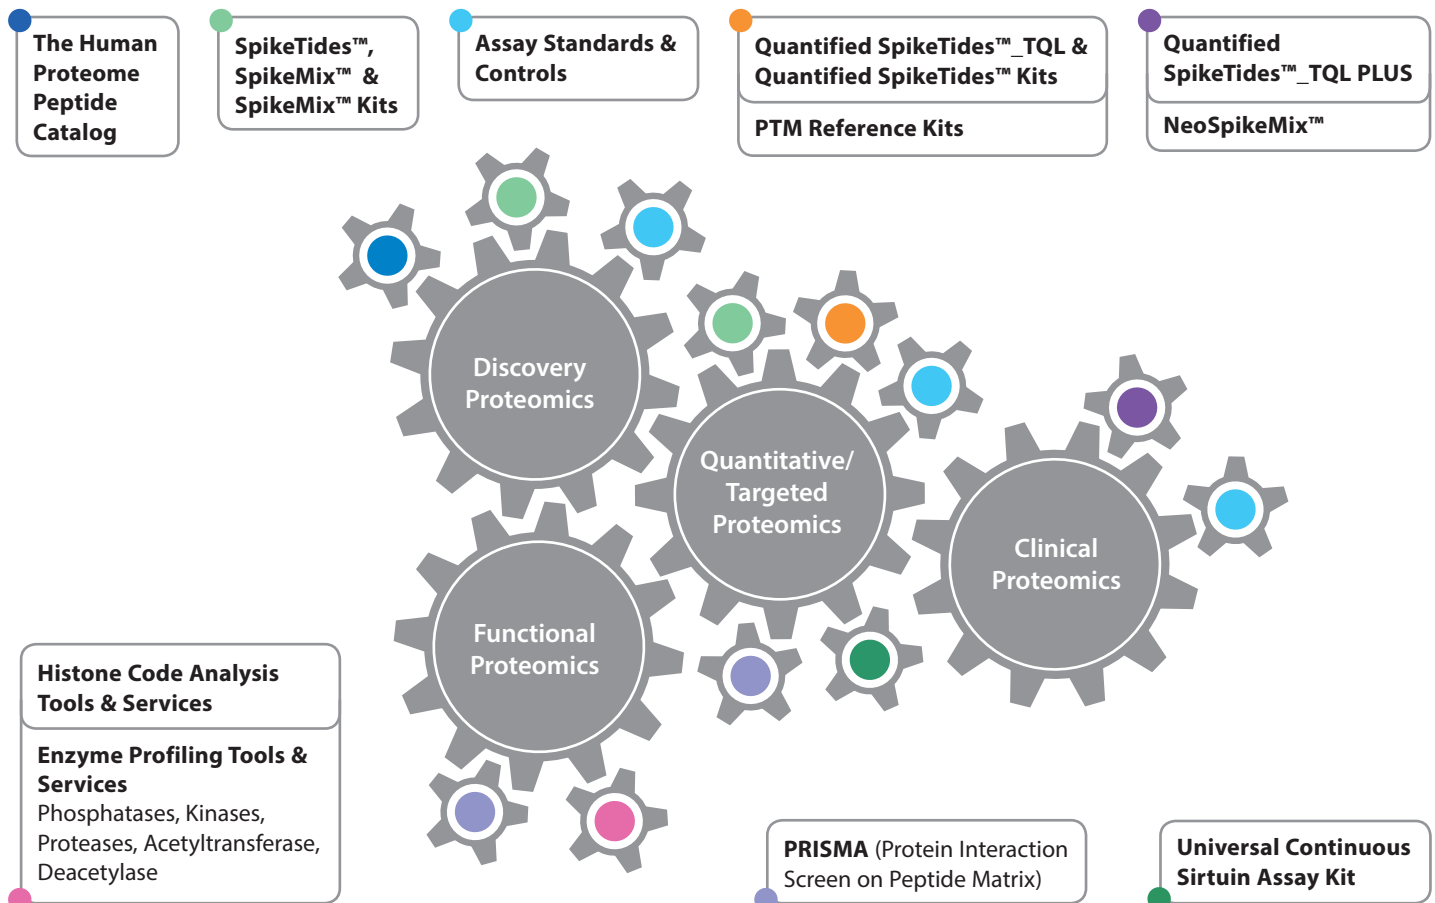 The Human
Proteome
Peptide
Catalog
SpikeTides™,
SpikeMix™ &
SpikeMix™ Kits
Assay Standards &
Controls
Quantified SpikeTides™_TQL &
Quantified SpikeTides™ Kits
PTM Reference Kits
Quantified
SpikeTides™_TQL PLUS
NeoSpikeMix™
Discovery
Proteomics
Quantitative/
Targeted
Proteomics
Clinical
Proteomics
Functional
Proteomics
Histone Code Analysis
Tools & Services
Enzyme Profiling Tools &
Services
Phosphatases, Kinases,
Proteases, Acetyltransferase,
Deacetylase
PRISMA (Protein Interaction
Screen on Peptide Matrix)
Universal Continuous
Sirtuin Assay Kit